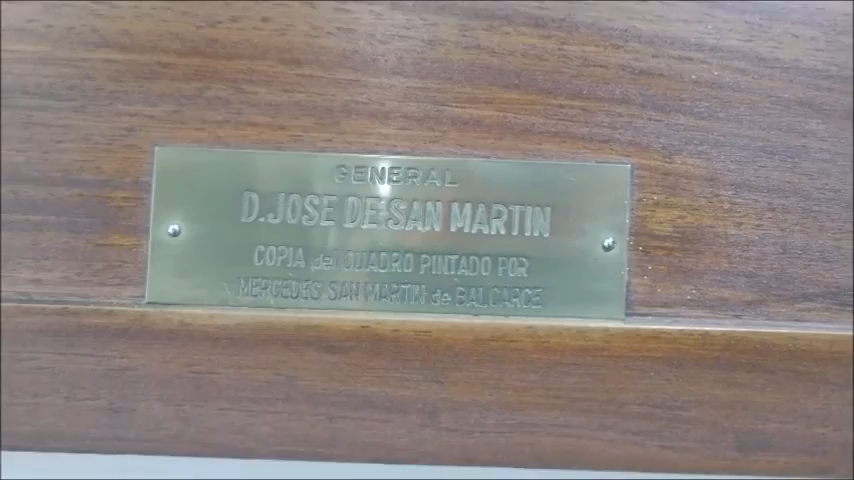 GENERAL
D. JOSE DE SAN MARTIN
COPIA del CUADRO PINTADO POR
MERCEDES SAN MARTIN de BALCARCE